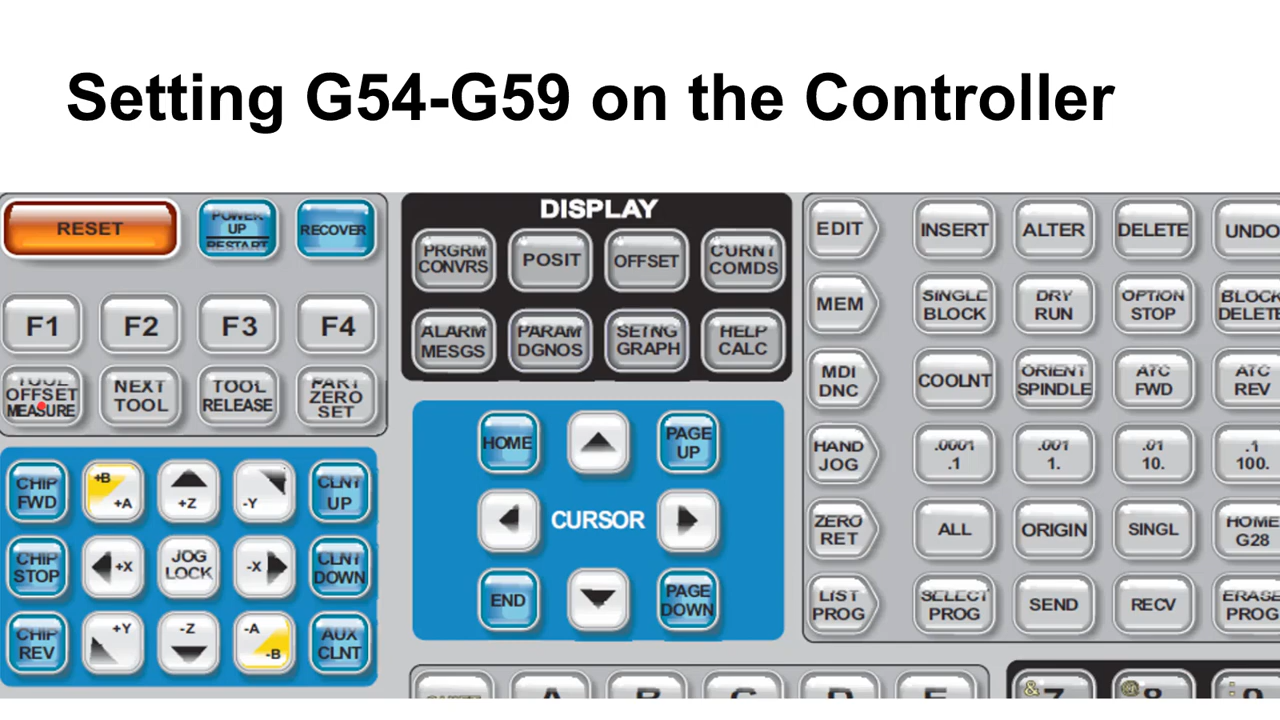 Setting G54-G59 on the Controller
RESET
POWER
UP
RESTART
RECOVER
F1
F2
F3
F4
TOOL
OFFSET
MEASURE
NEXT
TOOL
TOOL
RELEASE
PART
ZERO
SET
CHIP
FWD
+B
+A
+Z
-Y
CLNT
UP
CHIP
STOP
+X
JOG
LOCK
-X
CLNT
DOWN
CHIP
REV
+Y
-Z
-A
-B
AUX
CLNT
DISPLAY
PRGRM
CONVRS
POSIT
OFFSET
CURNT
COMDS
ALARM
MESGS
PARAM
DGNOS
SETNG
GRAPH
HELP
CALC
HOME
PAGE
UP
CURSOR
END
PAGE
DOWN
EDIT
INSERT
ALTER
DELETE
UNDO
MEM
SINGLE
BLOCK
DRY
RUN
OPTION
STOP
BLOCK
DELETE
MDI
DNC
COOLNT
ORIENT
SPINDLE
ATC
FWD
ATC
REV
HAND
JOG
.0001
.1
.001
1.
.01
10.
.1
100.
ZERO
RET
ALL
ORIGIN
SINGL
HOME
G28
LIST
PROG
SELECT
PROG
SEND
RECV
ERASE
PROG
A
B
C
D
E
&
7
@
8
:
9